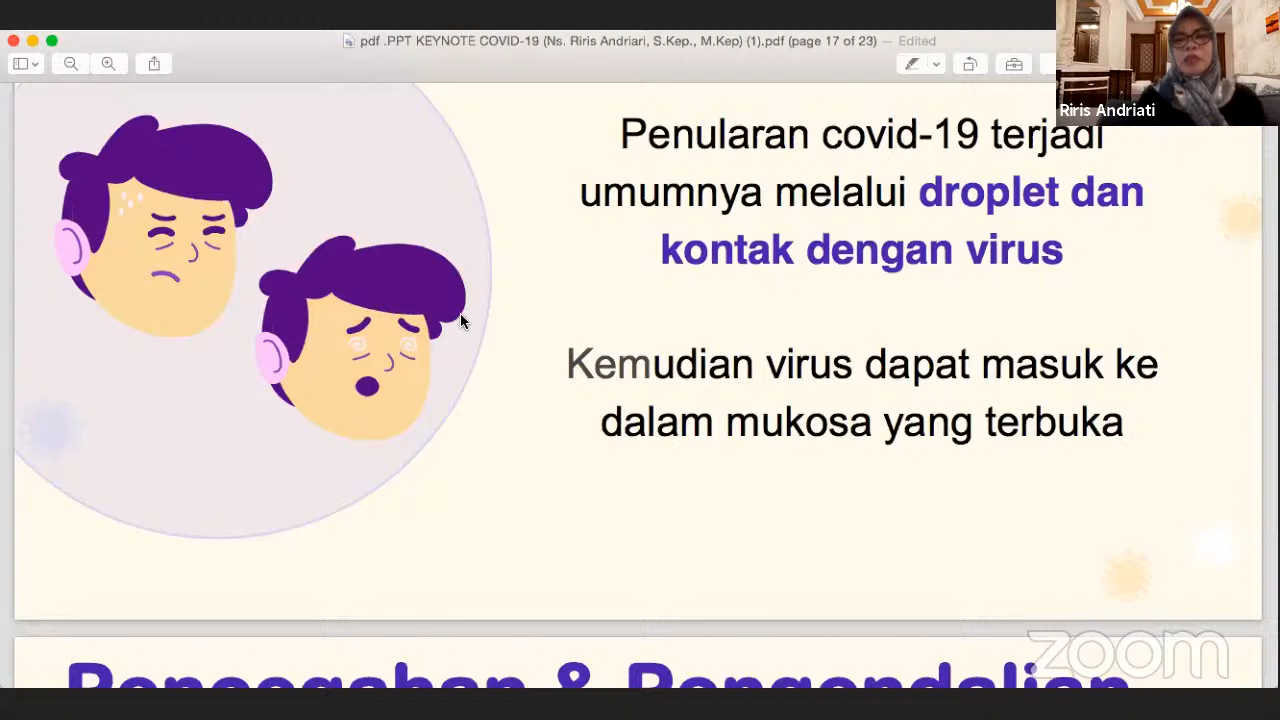 pdf .PPT KEYNOTE COVID-19 (Ns. Riris Andriari, S.Kep., M.Kep) (1).pdf (page 17 of 23) — Edited
Riris Andriati
Penularan covid-19 terjadi
umumnya melalui droplet dan
kontak dengan virus
Kemudian virus dapat masuk ke
dalam mukosa yang terbuka
zoom
Pencegahan & Pengendalian